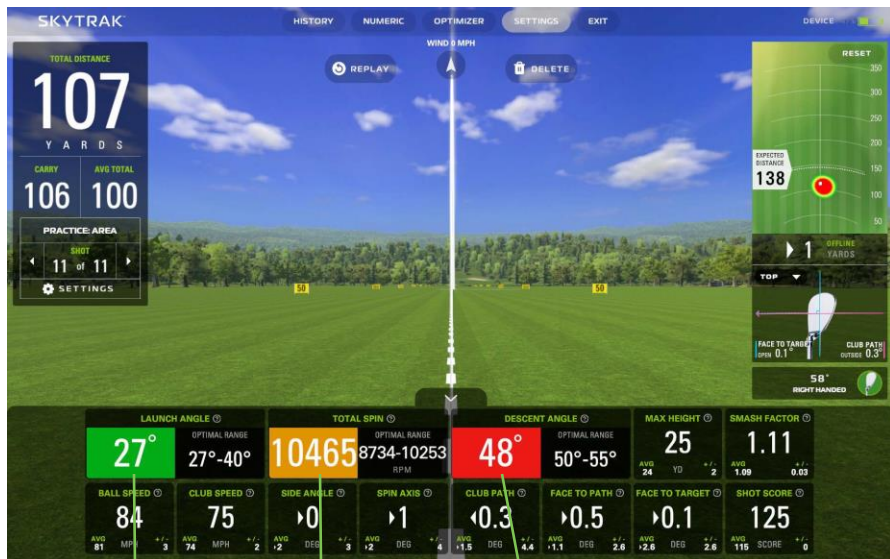 SKYTRAK
HISTORY NUMERIC OPTIMIZER SETTINGS EXIT
DEVICE
WIND 0 MPH
REPLAY DELETE
TOTAL DISTANCE
107
YARDS
CARRY AVG TOTAL
106 100
PRACTICE: AREA
SHOT
11 of 11
SETTINGS
50 50
RESET
350
300
250
200
EXPECTED
DISTANCE
138
150
100
50
1 OFFLINE
YARDS
TOP
FACE TO TARGET CLUB PATH
OPEN 0.1° OUTSIDE 0.3°
58°
RIGHT HANDED
LAUNCH ANGLE TOTAL SPIN DESCENT ANGLE MAX HEIGHT SMASH FACTOR
27° OPTIMAL RANGE 27°-40°
10465 OPTIMAL RANGE 8734-10253 RPM
48° OPTIMAL RANGE 50°-55°
25
AVG 24 YD +/- 2
1.11
AVG 1.09 +/- 0.03
BALL SPEED CLUB SPEED SIDE ANGLE SPIN AXIS CLUB PATH FACE TO PATH FACE TO TARGET SHOT SCORE
84 75 0 1 0.3 0.5 0.1 125
AVG 81 MPH +/- 3
AVG 74 MPH +/- 2
AVG 2 DEG +/- 3
AVG 2 DEG +/- 4
AVG 1.5 DEG +/- 4.4
AVG 1.1 DEG +/- 2.6
AVG 2.6 DEG +/- 2.6
AVG 115 SCORE +/- 0